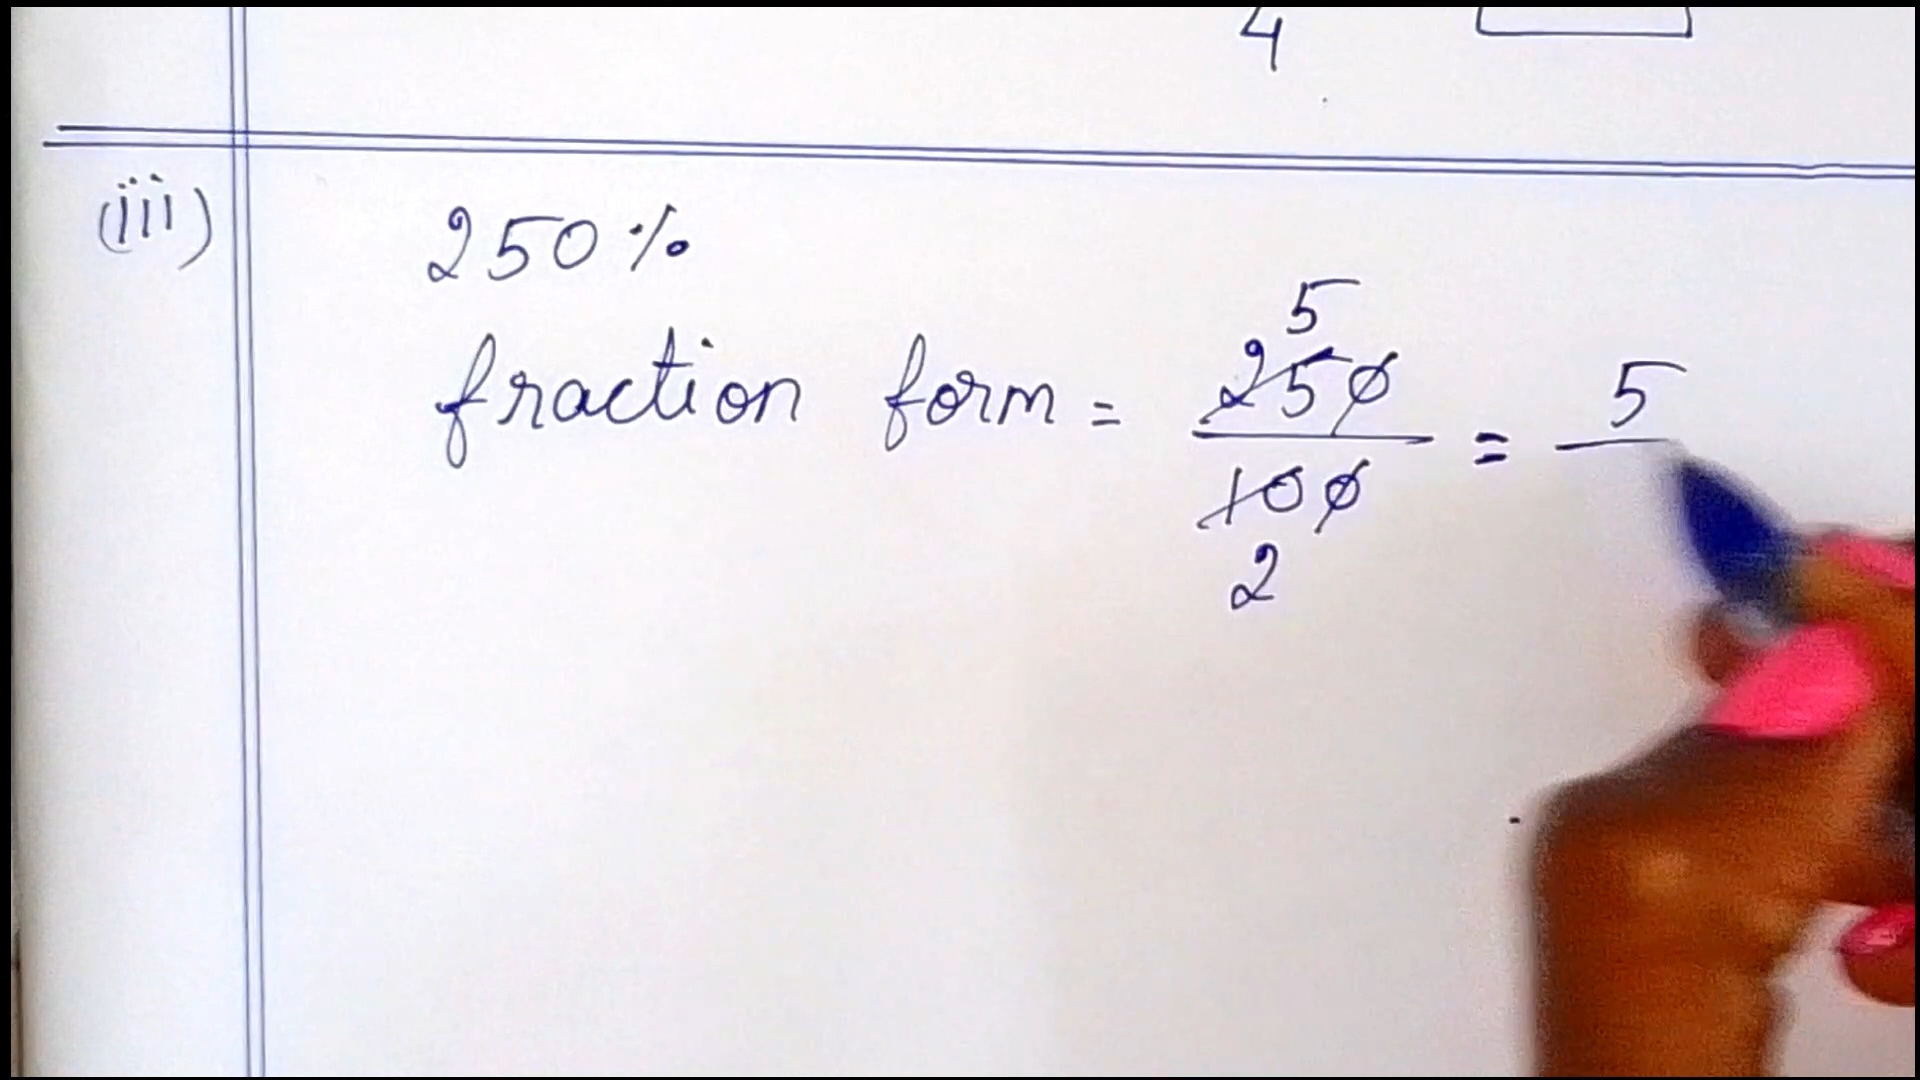 4
(iii)
250%
5
fraction form = 250/100 = 5
2